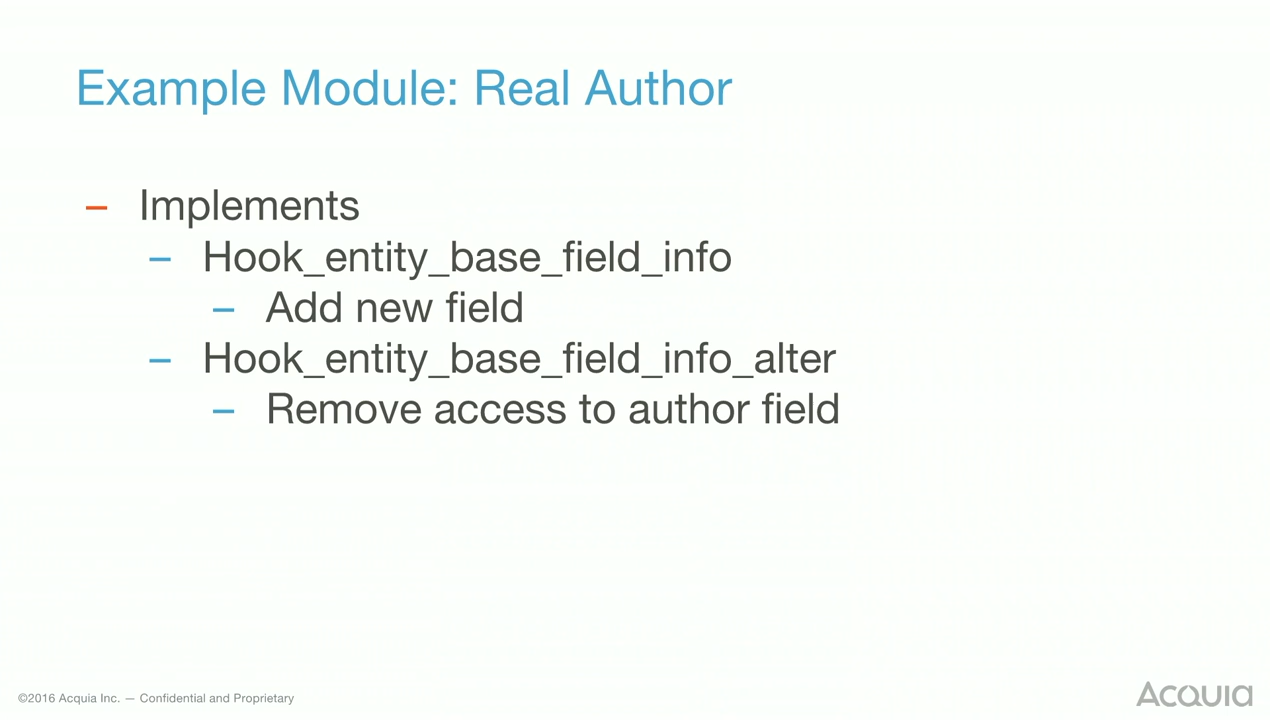 Example Module: Real Author
– Implements
– Hook_entity_base_field_info
– Add new field
– Hook_entity_base_field_info_alter
– Remove access to author field
©2016 Acquia Inc. — Confidential and Proprietary
Acquia